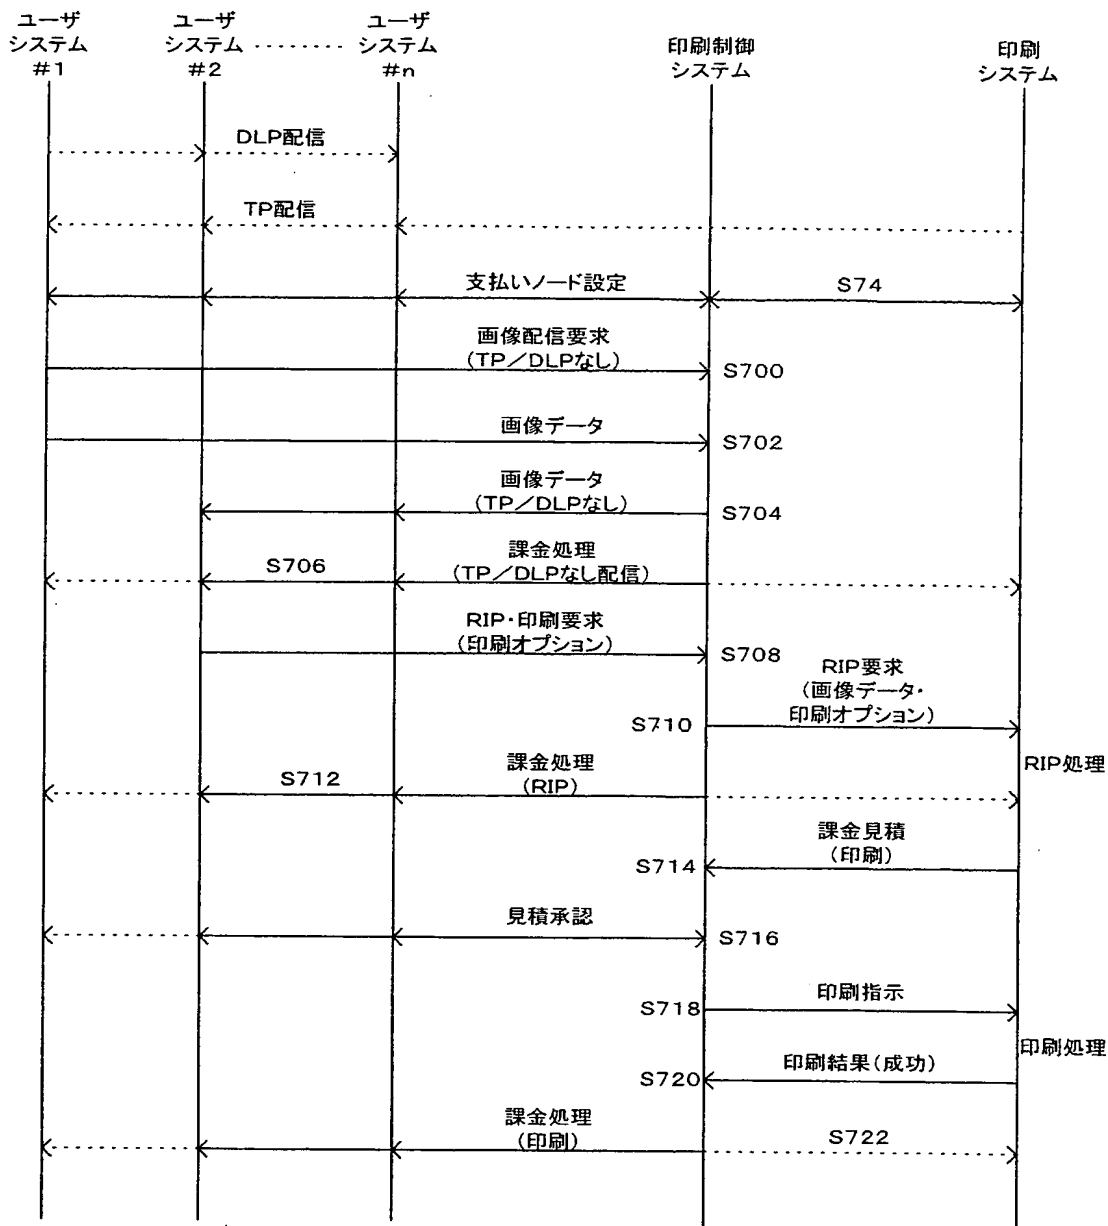 ユーザ
システム
#1
ユーザ
システム
#2
ユーザ
システム
#n
印刷制御
システム
印刷
システム
DLP配信
TP配信
支払いノード設定
S74
画像配信要求
(TP/DLPなし)
S700
画像データ
S702
画像データ
(TP/DLPなし)
S704
課金処理
(TP/DLPなし配信)
S706
RIP・印刷要求
(印刷オプション)
S708
RIP要求
(画像データ・
印刷オプション)
S710
RIP処理
課金処理
(RIP)
S712
課金見積
(印刷)
S714
見積承認
S716
印刷指示
S718
印刷処理
印刷結果(成功)
S720
課金処理
(印刷)
S722